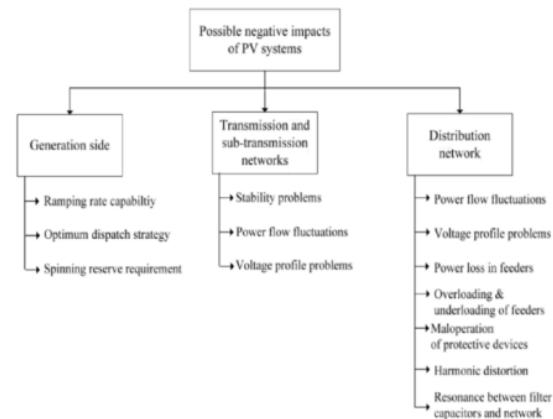 Possible negative impacts
of PV systems
Generation side
Ramping rate capabiltiy
Optimum dispatch strategy
Spinning reserve requirement
Transmission and
sub-transmission
networks
Stability problems
Power flow fluctuations
Voltage profile problems
Distribution
network
Power flow fluctuations
Voltage profile problems
Power loss in feeders
Overloading &
underloading of feeders
Maloperation
of protective devices
Harmonic distortion
Resonance between filter
capacitors and network